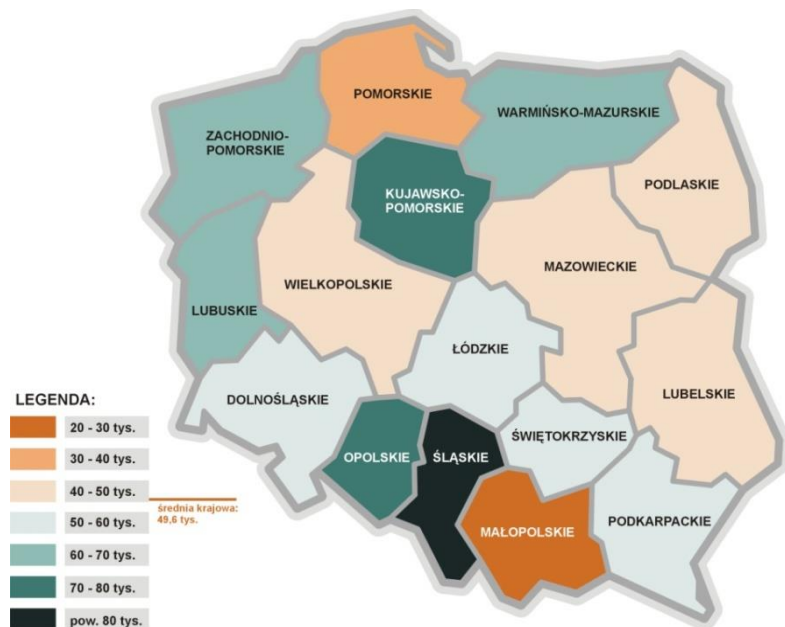 POMORSKIE
WARMIŃSKO-MAZURSKIE
ZACHODNIO-
POMORSKIE
PODLASKIE
KUJAWSKO-
POMORSKIE
MAZOWIECKIE
WIELKOPOLSKIE
LUBUSKIE
ŁÓDZKIE
LUBELSKIE
DOLNOŚLĄSKIE
ŚWIĘTOKRZYSKIE
OPOLSKIE
ŚLĄSKIE
PODKARPACKIE
MAŁOPOLSKIE
LEGENDA:
20 - 30 tys.
30 - 40 tys.
40 - 50 tys.
średnia krajowa:
49,6 tys.
50 - 60 tys.
60 - 70 tys.
70 - 80 tys.
pow. 80 tys.